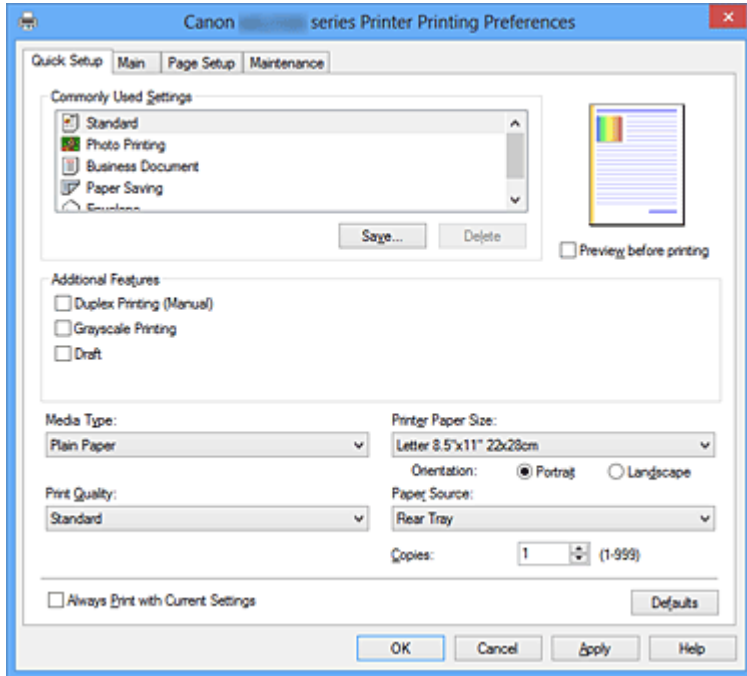 Canon series Printer Printing Preferences
Quick Setup Main Page Setup Maintenance
Commonly Used Settings
Standard
Photo Printing
Business Document
Paper Saving
Envelope
Save... Delete
Preview before printing
Additional Features
Duplex Printing (Manual)
Grayscale Printing
Draft
Media Type: Printer Paper Size:
Plain Paper Letter 8.5"x11" 22x28cm
Orientation: Portrait Landscape
Print Quality: Paper Source:
Standard Rear Tray
Copies: 1 (1-999)
Always Print with Current Settings Defaults
OK Cancel Apply Help